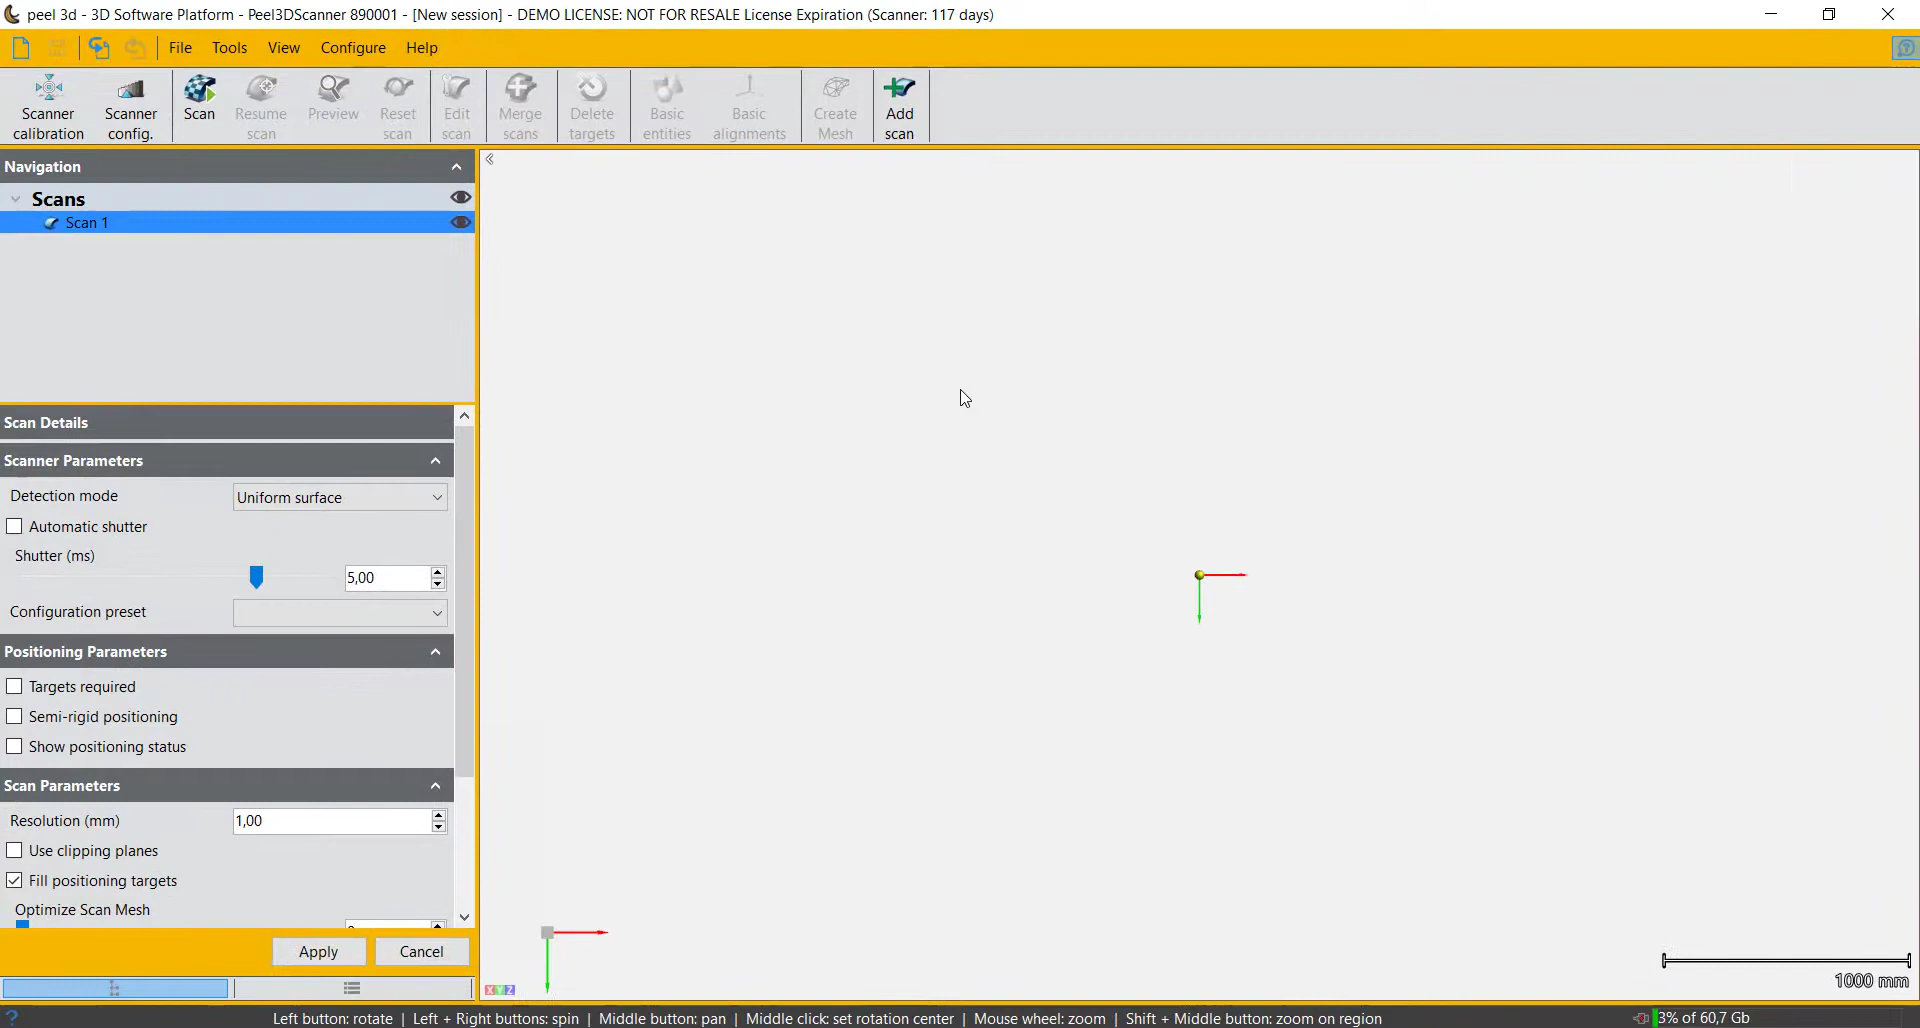 peel 3d - 3D Software Platform - Peel3DScanner 890001 - [New session] - DEMO LICENSE: NOT FOR RESALE License Expiration (Scanner: 117 days)
File Tools View Configure Help
Scanner calibration
Scanner config.
Scan
Resume scan
Preview
Reset scan
Edit scan
Merge scans
Delete targets
Basic entities
Basic alignments
Create Mesh
Add scan
Navigation
Scans
Scan 1
Scan Details
Scanner Parameters
Detection mode Uniform surface
Automatic shutter
Shutter (ms)
5,00
Configuration preset
Positioning Parameters
Targets required
Semi-rigid positioning
Show positioning status
Scan Parameters
Resolution (mm) 1,00
Use clipping planes
Fill positioning targets
Optimize Scan Mesh
Apply Cancel
XYZ
1000 mm
Left button: rotate | Left + Right buttons: spin | Middle button: pan | Middle click: set rotation center | Mouse wheel: zoom | Shift + Middle button: zoom on region
3% of 60,7 Gb